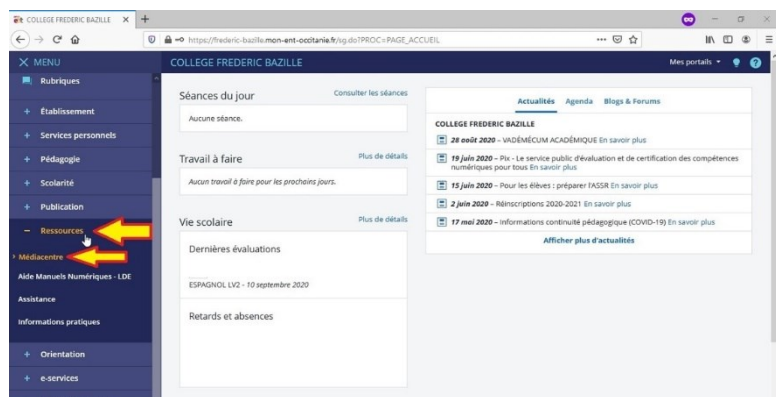 COLLEGE FREDERIC BAZILLE
https://frederic-bazille.mon-ent-occitanie.fr/sg.do?PROC=PAGE_ACCUEIL
MENU
COLLEGE FREDERIC BAZILLE
Mes portails
Rubriques
Établissement
Services personnels
Pédagogie
Scolarité
Publication
Ressources
Médiacentre
Aide Manuels Numériques - LDE
Assistance
Informations pratiques
Orientation
e-services
Séances du jour
Consulter les séances
Aucune séance.
Travail à faire
Plus de détails
Aucun travail à faire pour les prochains jours.
Vie scolaire
Plus de détails
Dernières évaluations
ESPAGNOL LV2 - 10 septembre 2020
Retards et absences
Actualités Agenda Blogs & Forums
COLLEGE FREDERIC BAZILLE
28 août 2020 – VADÉMÉCUM ACADÉMIQUE En savoir plus
19 juin 2020 – Pix - Le service public d'évaluation et de certification des compétences
numériques pour tous En savoir plus
15 juin 2020 – Pour les élèves : préparer l'ASSR En savoir plus
2 juin 2020 – Réinscriptions 2020-2021 En savoir plus
17 mai 2020 – Informations continuité pédagogique (COVID-19) En savoir plus
Afficher plus d'actualités